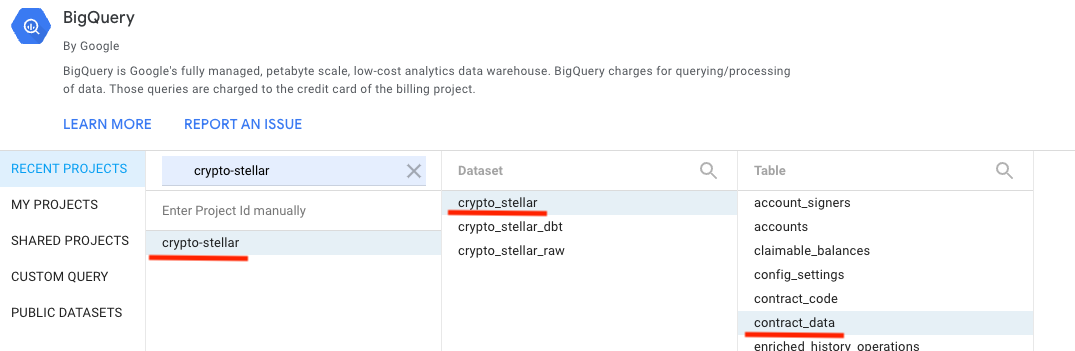 BigQuery
By Google
BigQuery is Google's fully managed, petabyte scale, low-cost analytics data warehouse. BigQuery charges for querying/processing
of data. Those queries are charged to the credit card of the billing project.
LEARN MORE REPORT AN ISSUE
RECENT PROJECTS
MY PROJECTS
SHARED PROJECTS
CUSTOM QUERY
PUBLIC DATASETS
crypto-stellar
Enter Project Id manually
crypto-stellar
Dataset
crypto_stellar
crypto_stellar_dbt
crypto_stellar_raw
Table
account_signers
accounts
claimable_balances
config_settings
contract_code
contract_data
enriched_history_operations